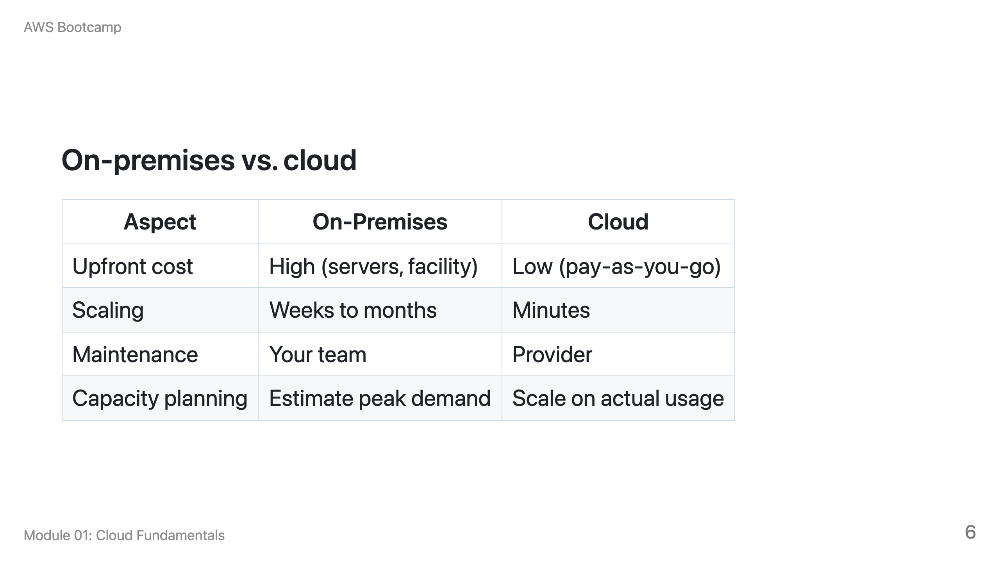 AWS Bootcamp
On-premises vs. cloud
Aspect On-Premises Cloud
Upfront cost High (servers, facility) Low (pay-as-you-go)
Scaling Weeks to months Minutes
Maintenance Your team Provider
Capacity planning Estimate peak demand Scale on actual usage
Module 01: Cloud Fundamentals 6